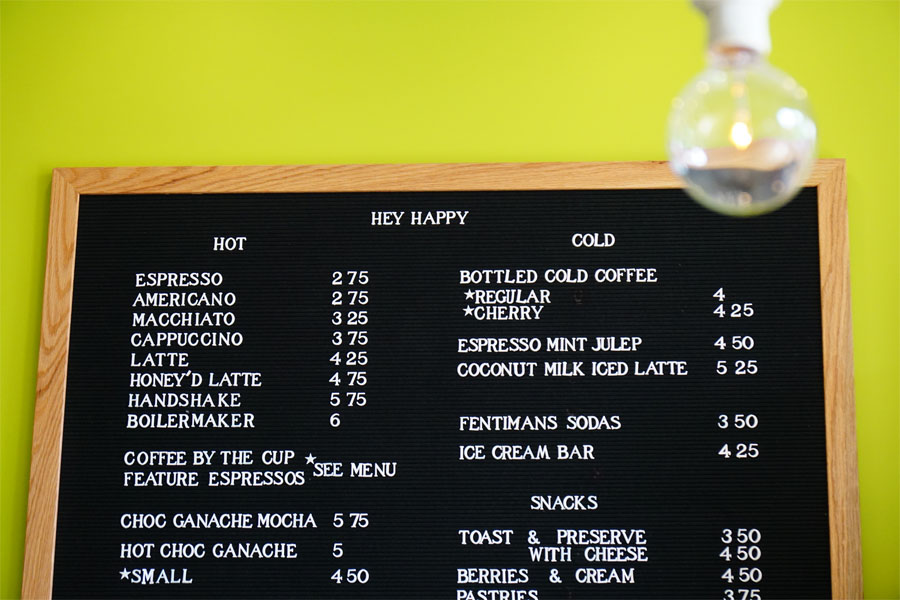 HEY HAPPY
HOT
ESPRESSO 2 75
AMERICANO 2 75
MACCHIATO 3 25
CAPPUCCINO 3 75
LATTE 4 25
HONEY'D LATTE 4 75
HANDSHAKE 5 75
BOILERMAKER 6
COFFEE BY THE CUP ★SEE MENU
FEATURE ESPRESSOS
CHOC GANACHE MOCHA 5 75
HOT CHOC GANACHE 5
★SMALL 4 50
COLD
BOTTLED COLD COFFEE
★REGULAR 4
★CHERRY 4 25
ESPRESSO MINT JULEP 4 50
COCONUT MILK ICED LATTE 5 25
FENTIMANS SODAS 3 50
ICE CREAM BAR 4 25
SNACKS
TOAST & PRESERVE 3 50
WITH CHEESE 4 50
BERRIES & CREAM 4 50
PASTRIES 3 75